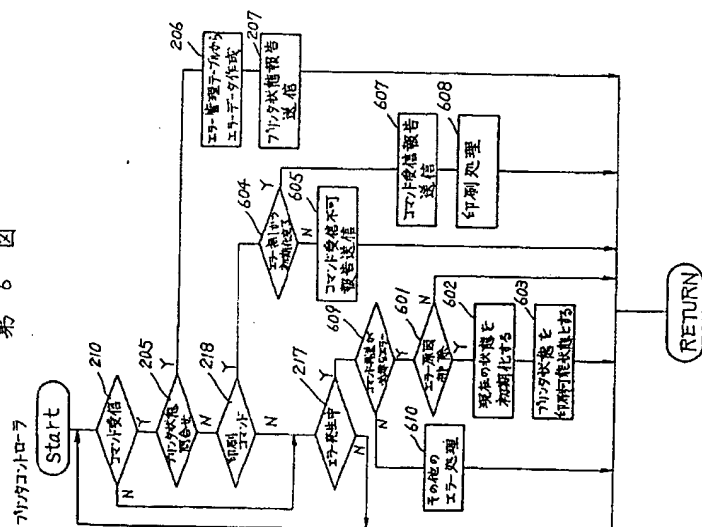 第 6 図
プリンタコントローラ
Start
210
コマンド受信
Y
N
205
プリンタ状態
問合せ
Y
N
218
印刷
コマンド
Y
N
217
エラー発生中
Y
N
206
エラー管理テーブルから
エラーデータ作成
207
プリンタ状態報告
送信
604
エラー無しから
初期化完了
Y
N
605
コマンド受信不可
報告送信
607
コマンド受信報告
送信
608
印刷処理
609
コマンド再送が
必要なエラー
Y
N
601
エラー原因
解除
N
Y
602
現在の状態を
初期化する
603
プリンタ状態を
印刷可能状態とする
610
その他の
エラー処理
RETURN